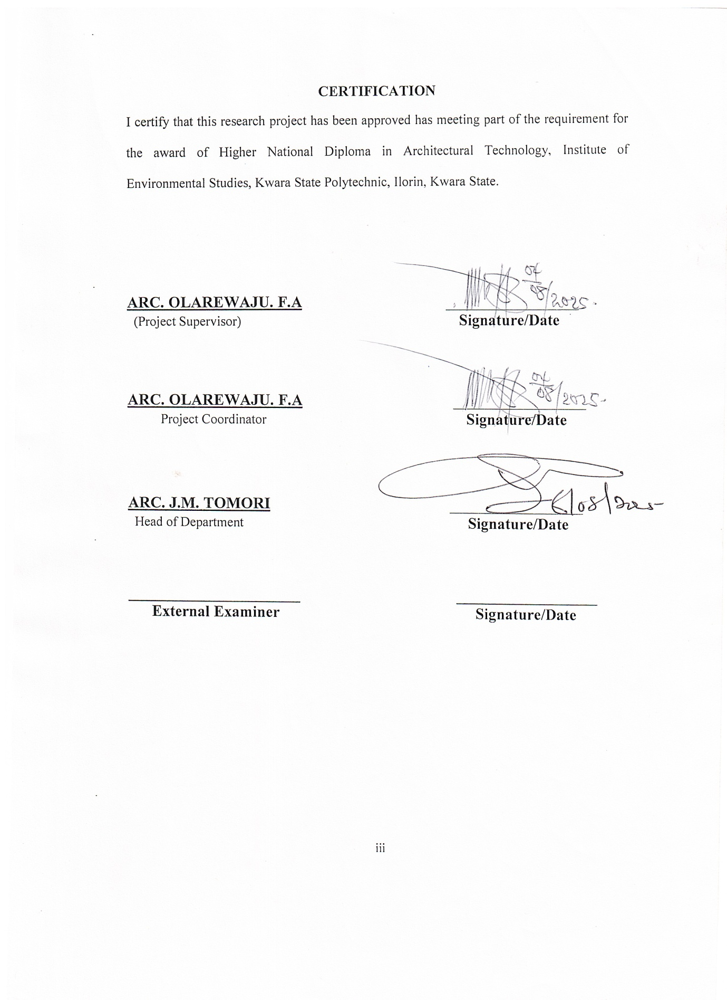 CERTIFICATION
I certify that this research project has been approved has meeting part of the requirement for
the award of Higher National Diploma in Architectural Technology, Institute of
Environmental Studies, Kwara State Polytechnic, Ilorin, Kwara State.
04
08/2025.
ARC. OLAREWAJU. F.A
(Project Supervisor)
Signature/Date
04
08/2025.
ARC. OLAREWAJU. F.A
Project Coordinator
Signature/Date
/08/2025
ARC. J.M. TOMORI
Head of Department
Signature/Date
External Examiner
Signature/Date
iii